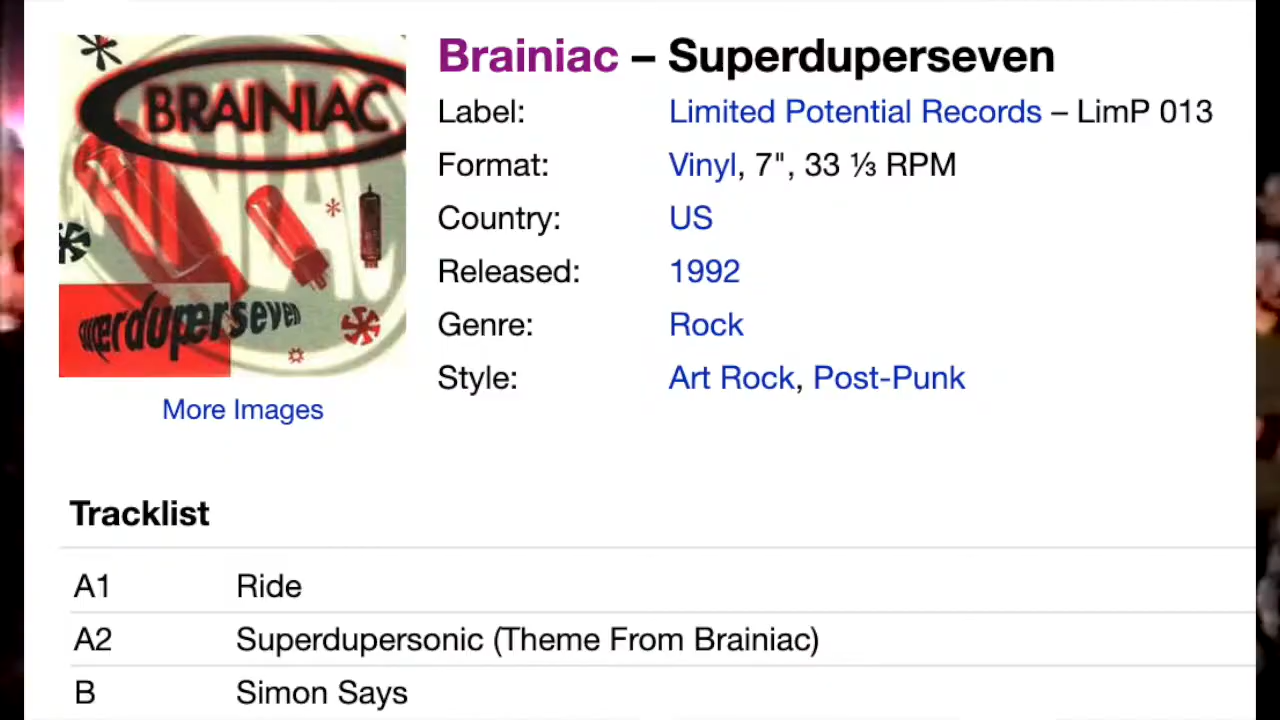 BRAINIAC
superduperseven
More Images
Brainiac – Superduperseven
Label: Limited Potential Records – LimP 013
Format: Vinyl, 7", 33 ⅓ RPM
Country: US
Released: 1992
Genre: Rock
Style: Art Rock, Post-Punk
Tracklist
A1 Ride
A2 Superdupersonic (Theme From Brainiac)
B Simon Says